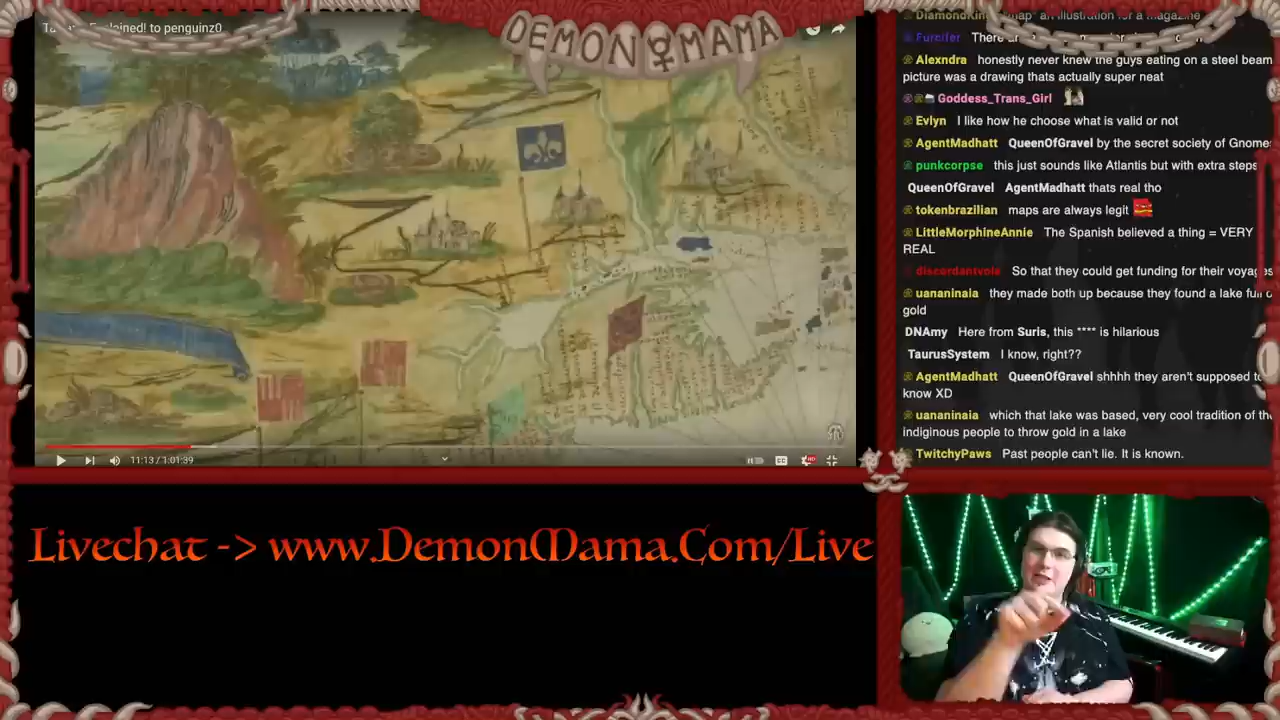 Explained! to penguinz0
DEMON MAMA
DiamondKing *map* an illustration for a magazine
Furcifer There
Alexndra honestly never knew the guys eating on a steel beam
picture was a drawing thats actually super neat
Goddess_Trans_Girl
Evlyn I like how he choose what is valid or not
AgentMadhatt QueenOfGravel by the secret society of Gnome
punkcorpse this just sounds like Atlantis but with extra steps
QueenOfGravel AgentMadhatt thats real tho
tokenbrazilian maps are always legit
LittleMorphineAnnie The Spanish believed a thing = VERY
REAL
discordantvole So that they could get funding for their voyages
uananinaia they made both up because they found a lake full o
gold
DNAmy Here from Suris, this **** is hilarious
TaurusSystem I know, right??
AgentMadhatt QueenOfGravel shhhh they aren't supposed to
know XD
uananinaia which that lake was based, very cool tradition of the
indiginous people to throw gold in a lake
TwitchyPaws Past people can't lie. It is known.
11:13 / 1:01:39
Livechat -> www.DemonMama.Com/Live